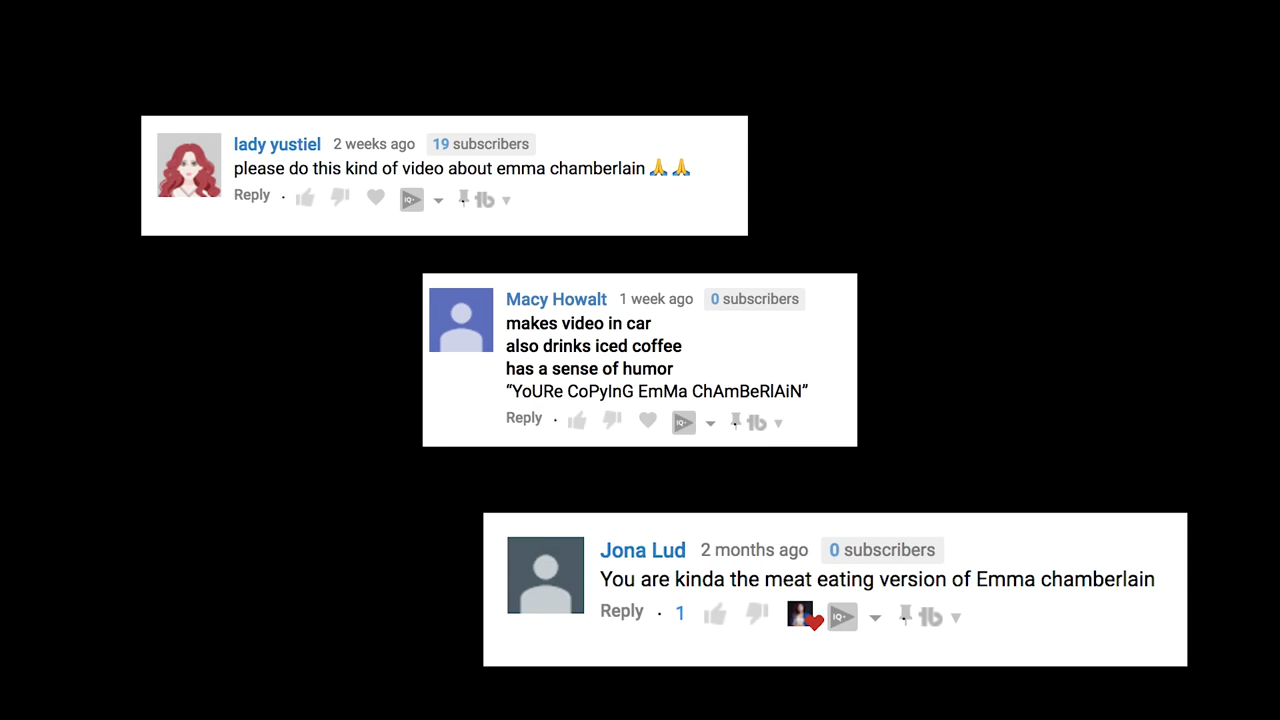 lady yustiel 2 weeks ago 19 subscribers
please do this kind of video about emma chamberlain 🙏 🙏
Reply
Macy Howalt 1 week ago 0 subscribers
makes video in car
also drinks iced coffee
has a sense of humor
“YoURe CoPyInG EmMa ChAmBeRlAiN”
Reply
Jona Lud 2 months ago 0 subscribers
You are kinda the meat eating version of Emma chamberlain
Reply · 1